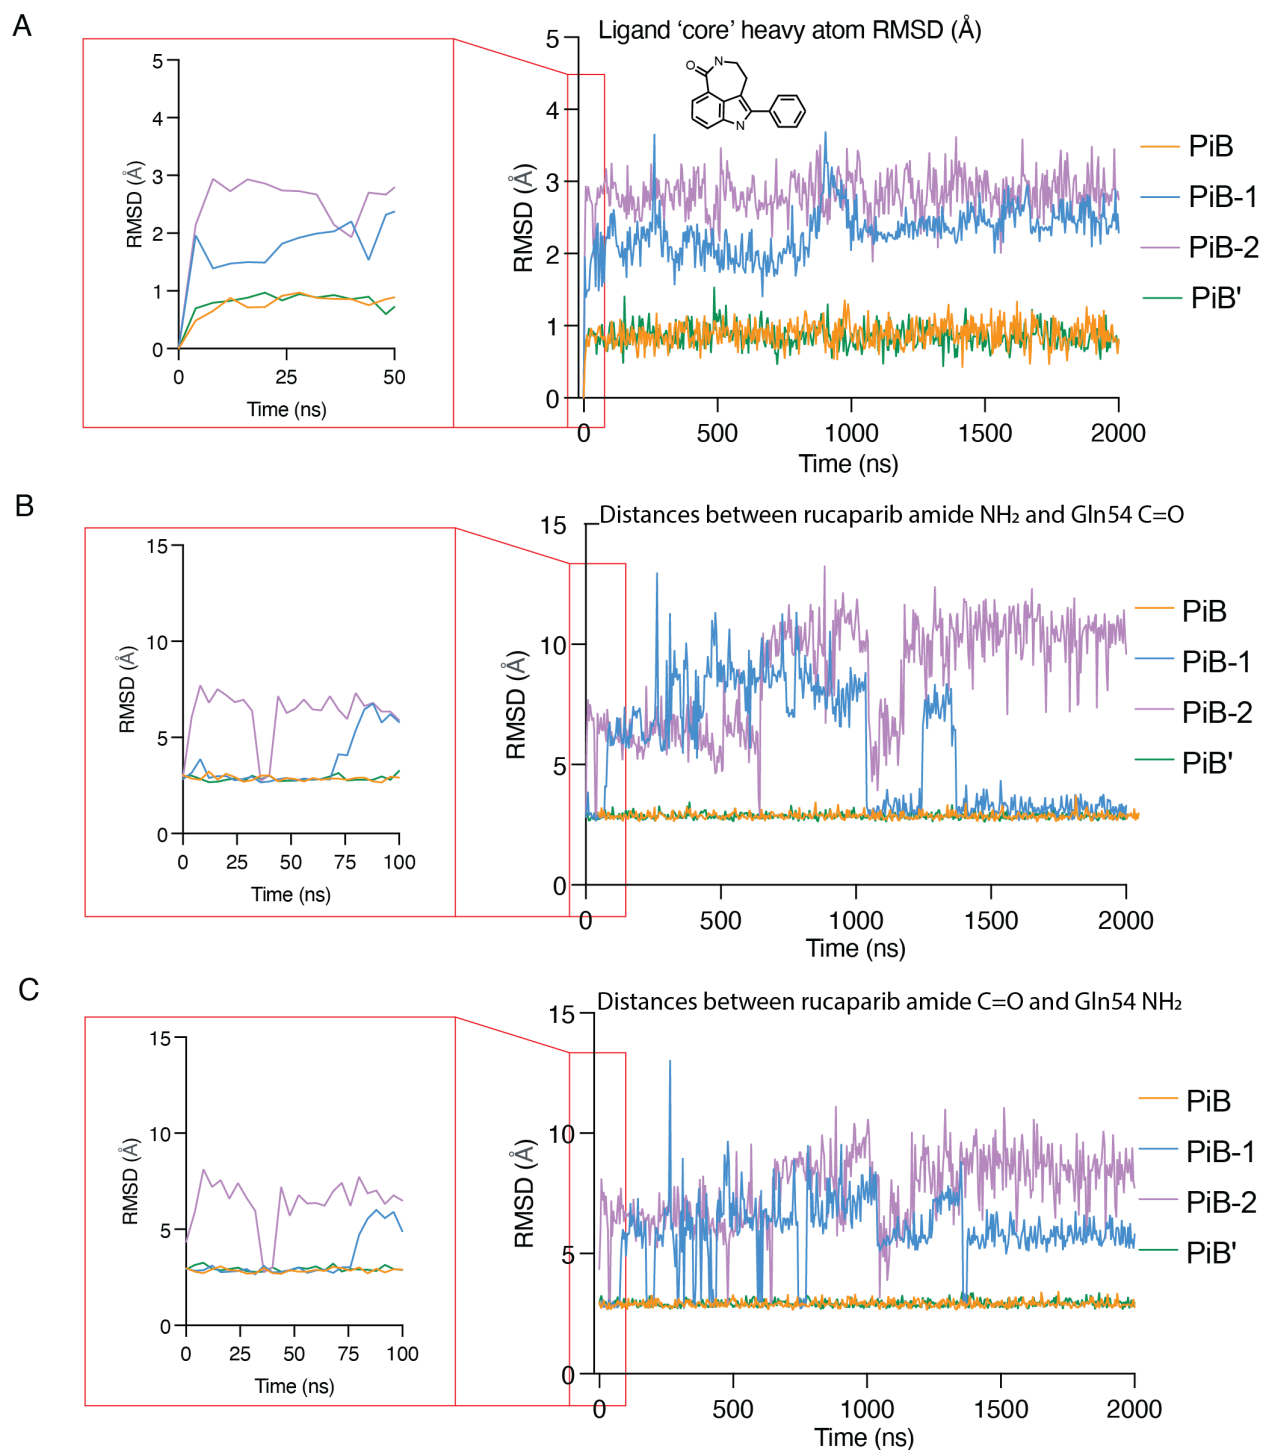 A
Ligand ‘core’ heavy atom RMSD (Å)
5
4
3
2
1
0
RMSD (Å)
0
25
50
Time (ns)
5
4
3
2
1
0
RMSD (Å)
0
500
1000
1500
2000
Time (ns)
O
N
N
PiB
PiB-1
PiB-2
PiB'
B
Distances between rucaparib amide NH₂ and Gln54 C=O
15
10
5
0
RMSD (Å)
0
25
50
75
100
Time (ns)
15
10
5
0
RMSD (Å)
0
500
1000
1500
2000
Time (ns)
PiB
PiB-1
PiB-2
PiB'
C
Distances between rucaparib amide C=O and Gln54 NH₂
15
10
5
0
RMSD (Å)
0
25
50
75
100
Time (ns)
15
10
5
0
RMSD (Å)
0
500
1000
1500
2000
Time (ns)
PiB
PiB-1
PiB-2
PiB'